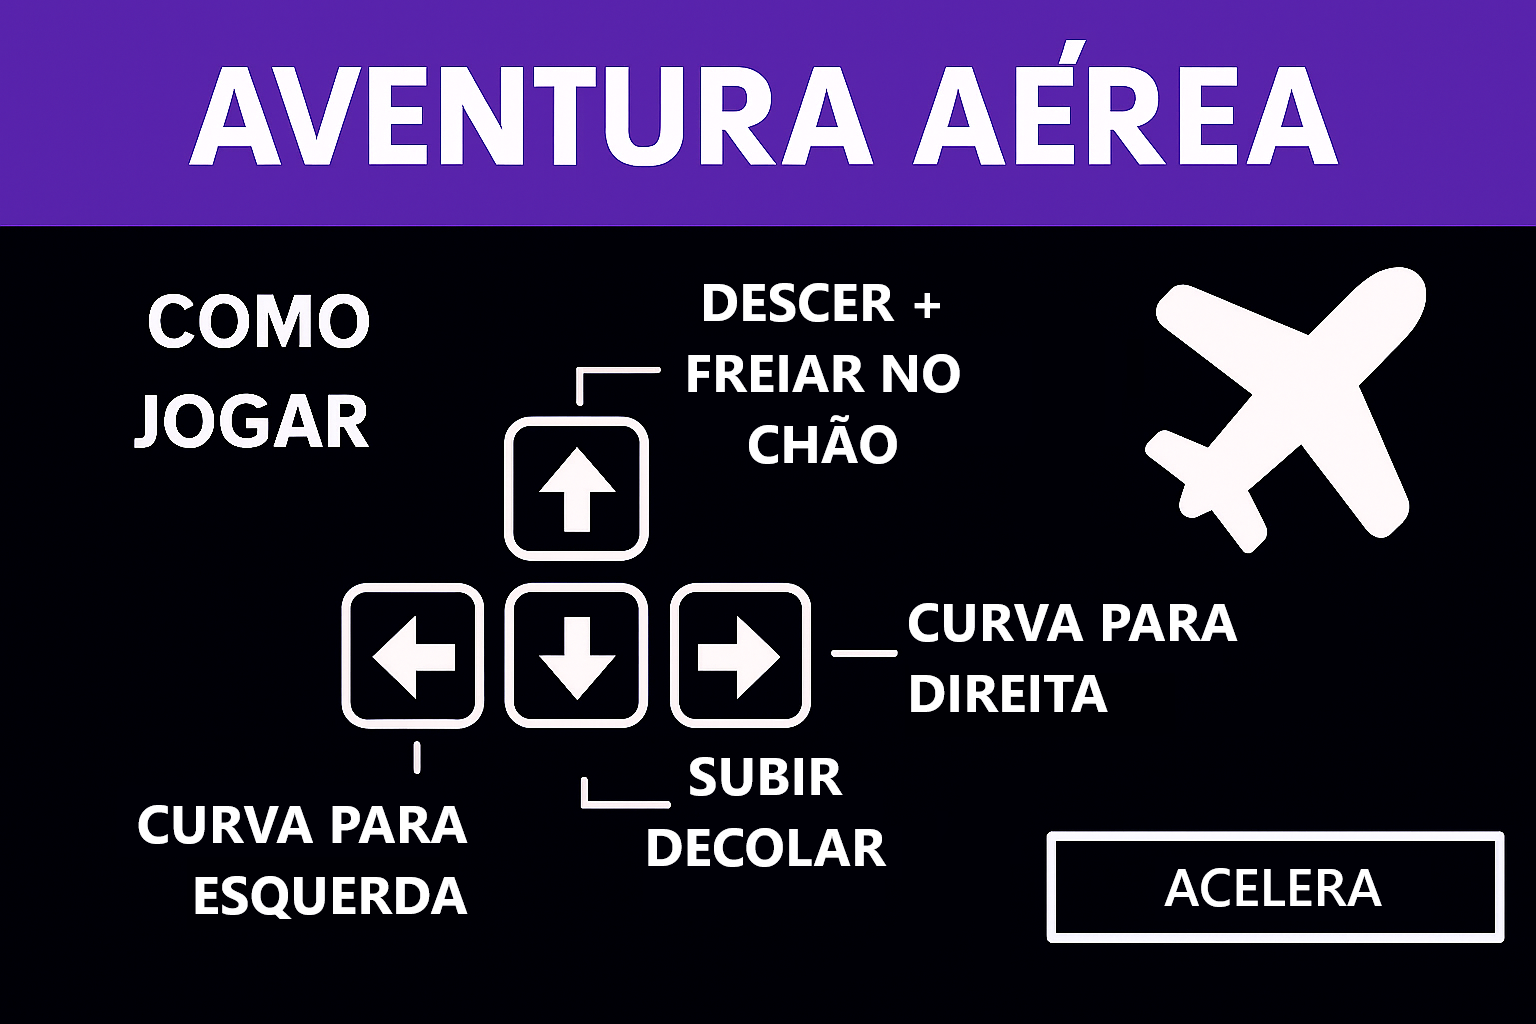 AVENTURA AÉREA
COMO
JOGAR
DESCER +
FREIAR NO
CHÃO
CURVA PARA
DIREITA
SUBIR
DECOLAR
CURVA PARA
ESQUERDA
ACELERA